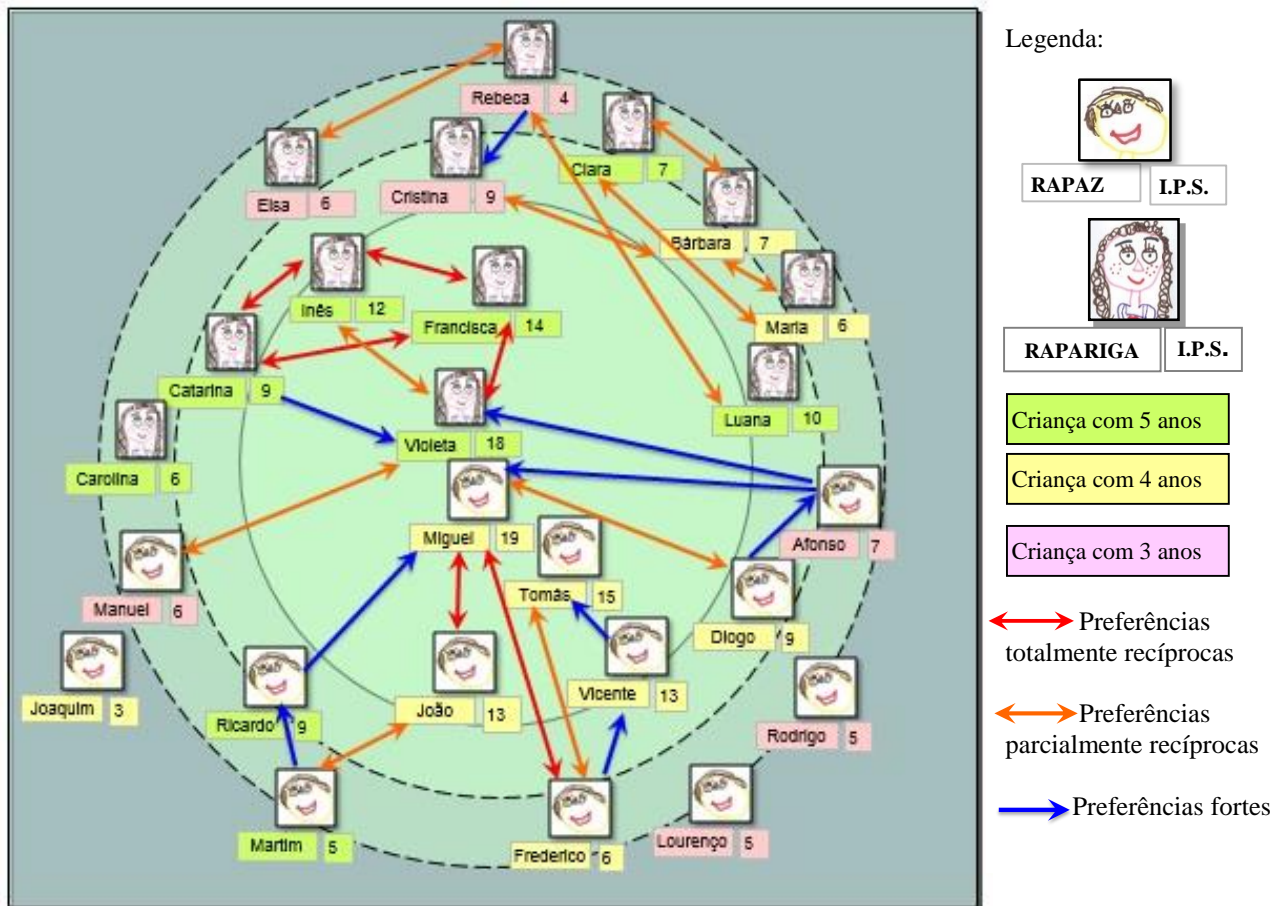 Rebeca 4
Clara 7
Elsa 6
Cristina 9
Bárbara 7
Inês 12
Francisca 14
Maria 6
Catarina 9
Luana 10
Violeta 18
Carolina 6
Miguel 19
Afonso 7
Manuel 6
Tomás 15
Diogo 9
Joaquim 3
Ricardo 9
João 13
Vicente 13
Rodrigo 5
Martim 5
Frederico 6
Lourenço 5
Legenda:
RAPAZ I.P.S.
RAPARIGA I.P.S.
Criança com 5 anos
Criança com 4 anos
Criança com 3 anos
Preferências
totalmente recíprocas
Preferências
parcialmente recíprocas
Preferências fortes